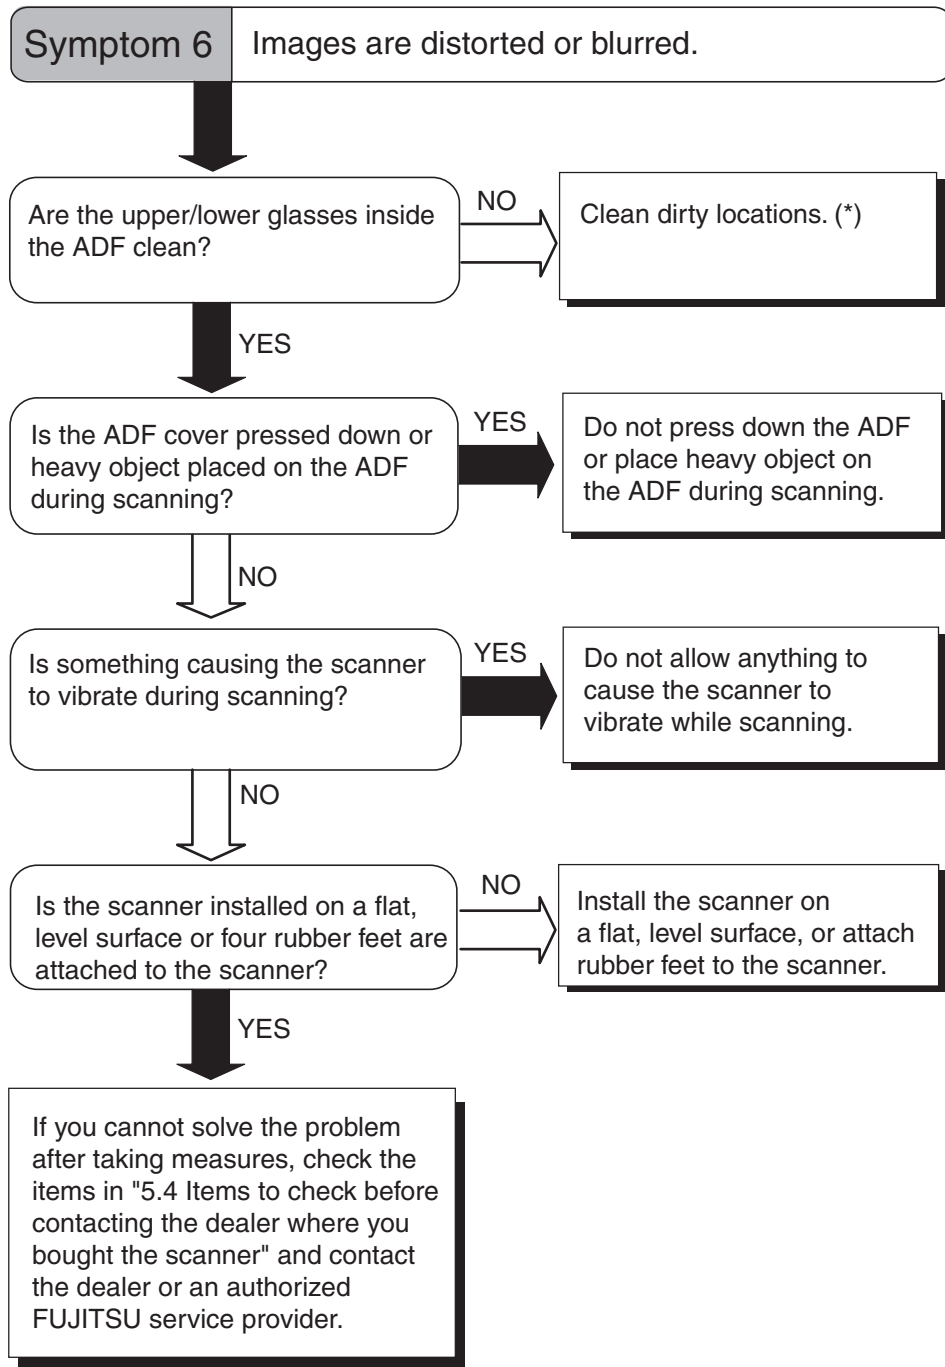 Symptom 6
Images are distorted or blurred.
Are the upper/lower glasses inside
the ADF clean?
NO
Clean dirty locations. (*)
YES
Is the ADF cover pressed down or
heavy object placed on the ADF
during scanning?
YES
Do not press down the ADF
or place heavy object on
the ADF during scanning.
NO
Is something causing the scanner
to vibrate during scanning?
YES
Do not allow anything to
cause the scanner to
vibrate while scanning.
NO
Is the scanner installed on a flat,
level surface or four rubber feet are
attached to the scanner?
NO
Install the scanner on
a flat, level surface, or attach
rubber feet to the scanner.
YES
If you cannot solve the problem
after taking measures, check the
items in "5.4 Items to check before
contacting the dealer where you
bought the scanner" and contact
the dealer or an authorized
FUJITSU service provider.